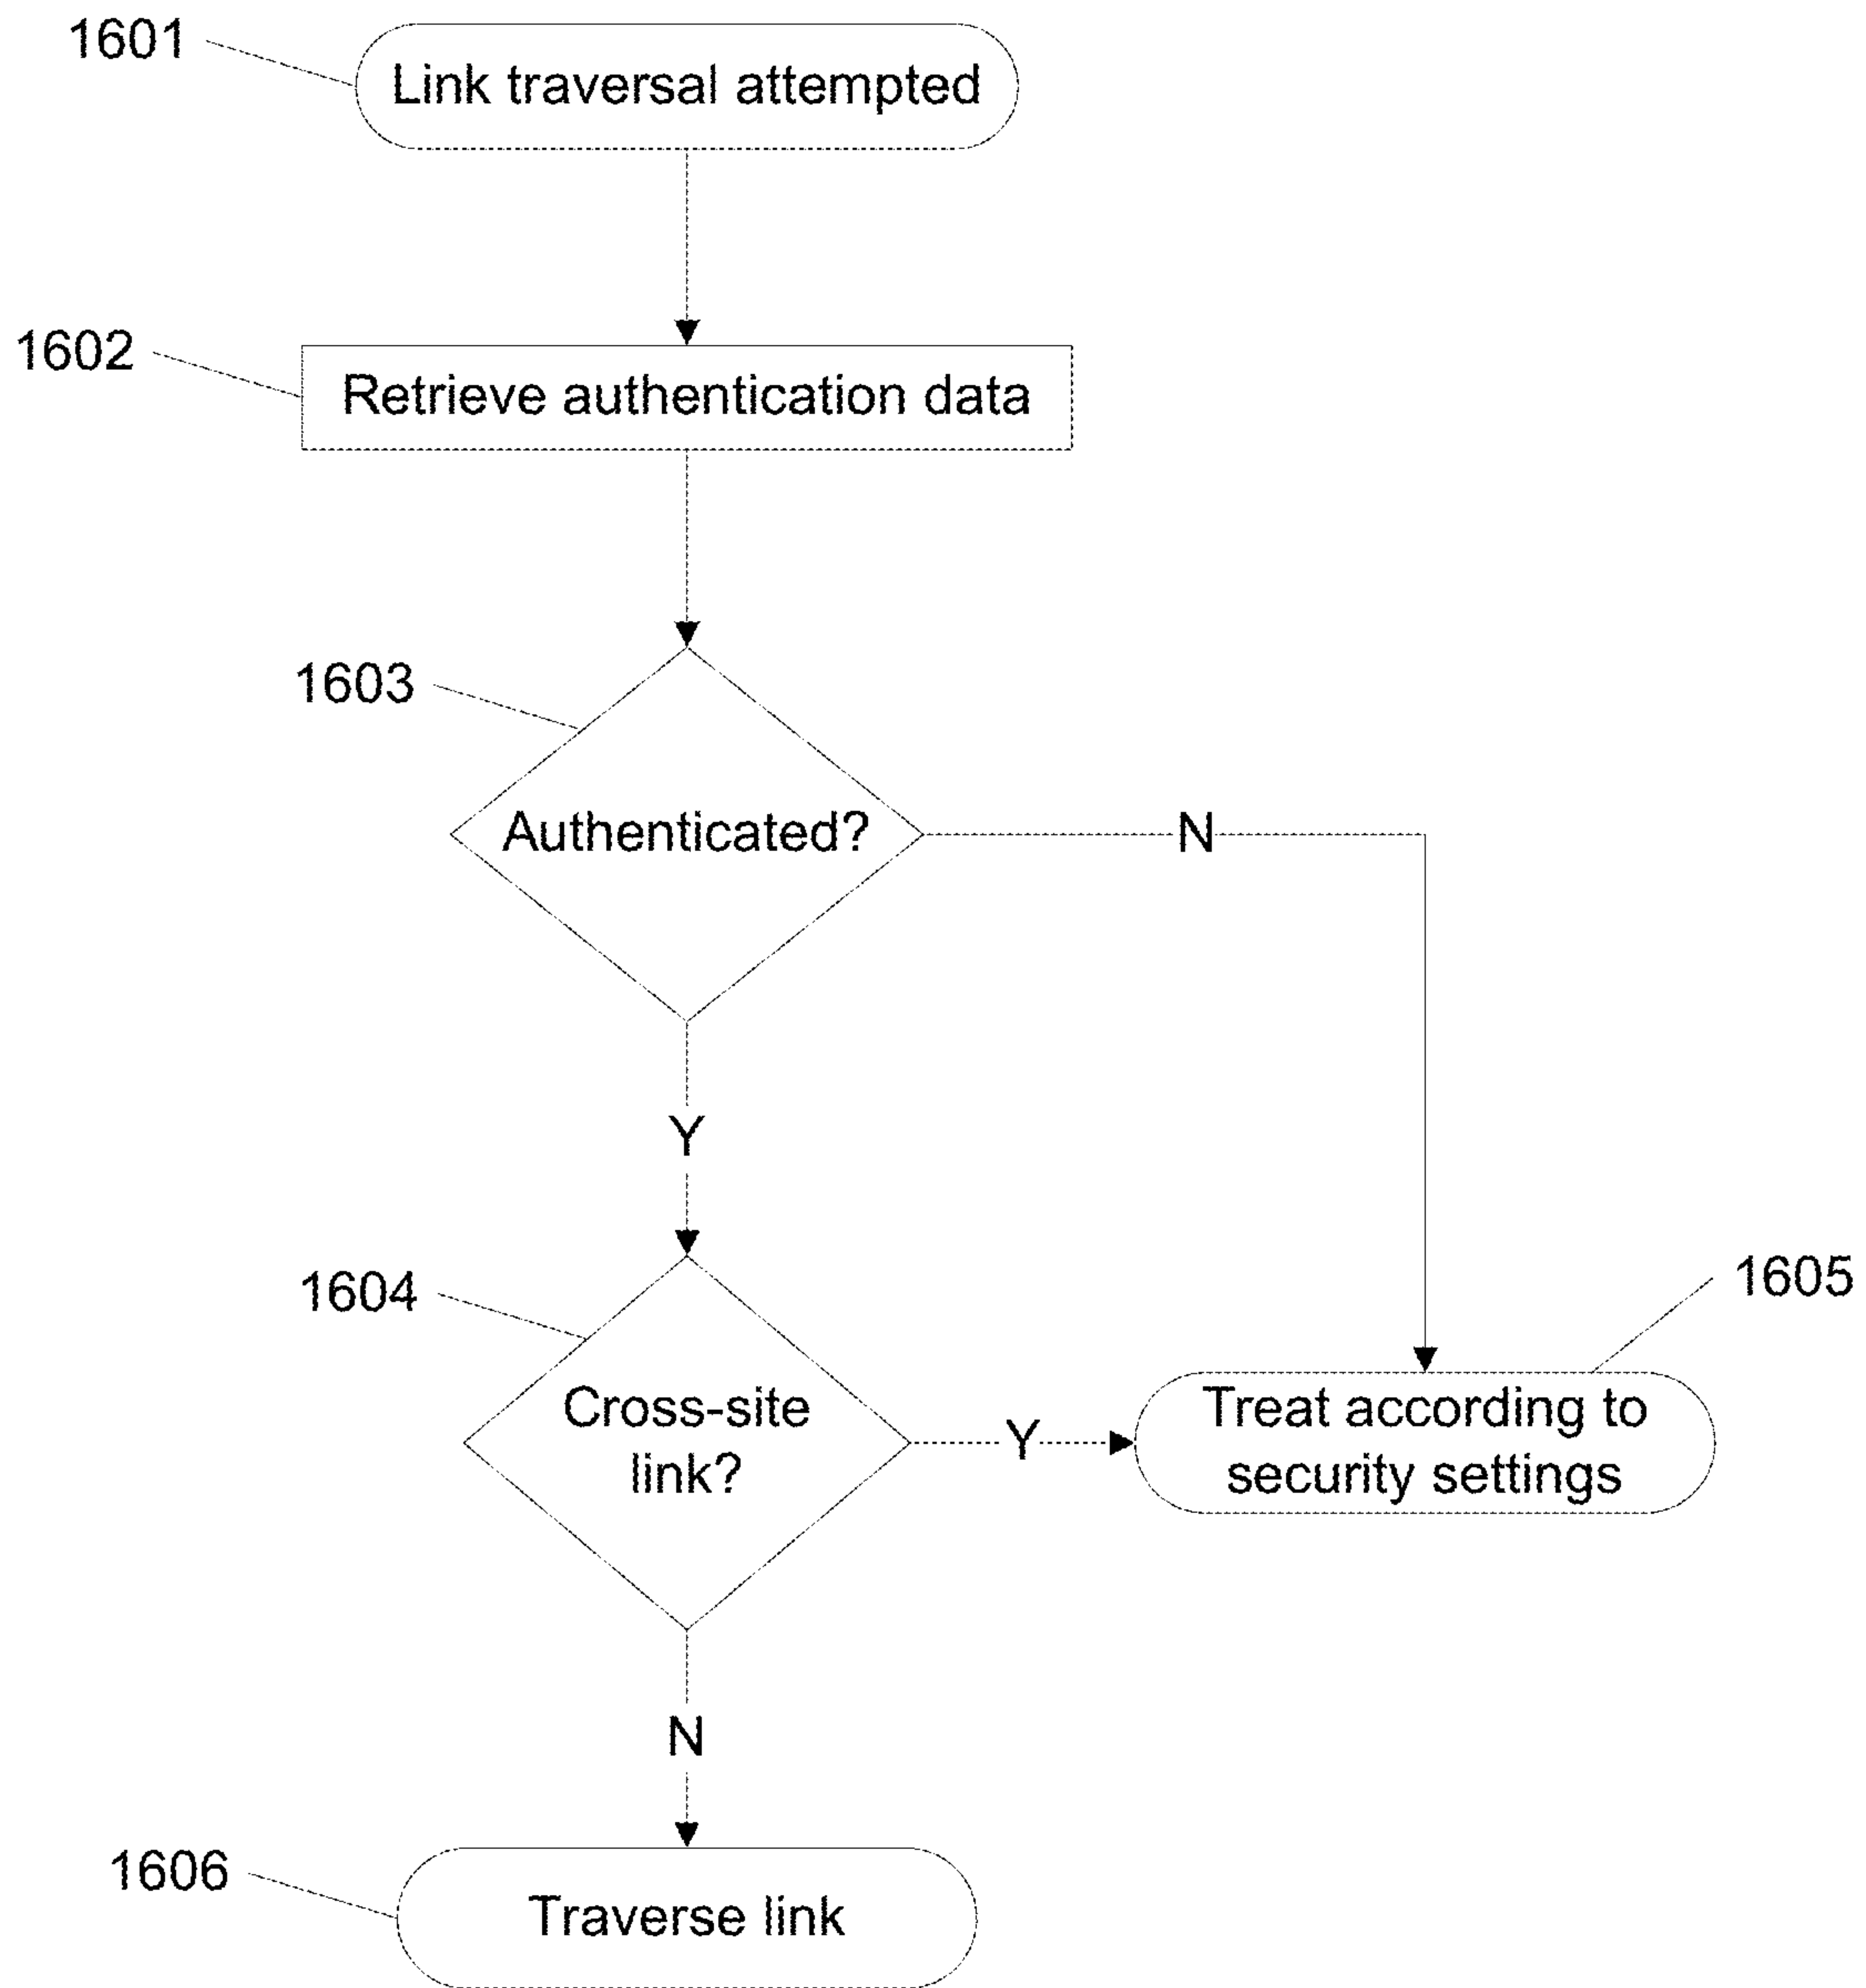 1601
Link traversal attempted
1602
Retrieve authentication data
1603
Authenticated?
N
Y
1604
1605
Cross-site
link?
Y
Treat according to
security settings
N
1606
Traverse link